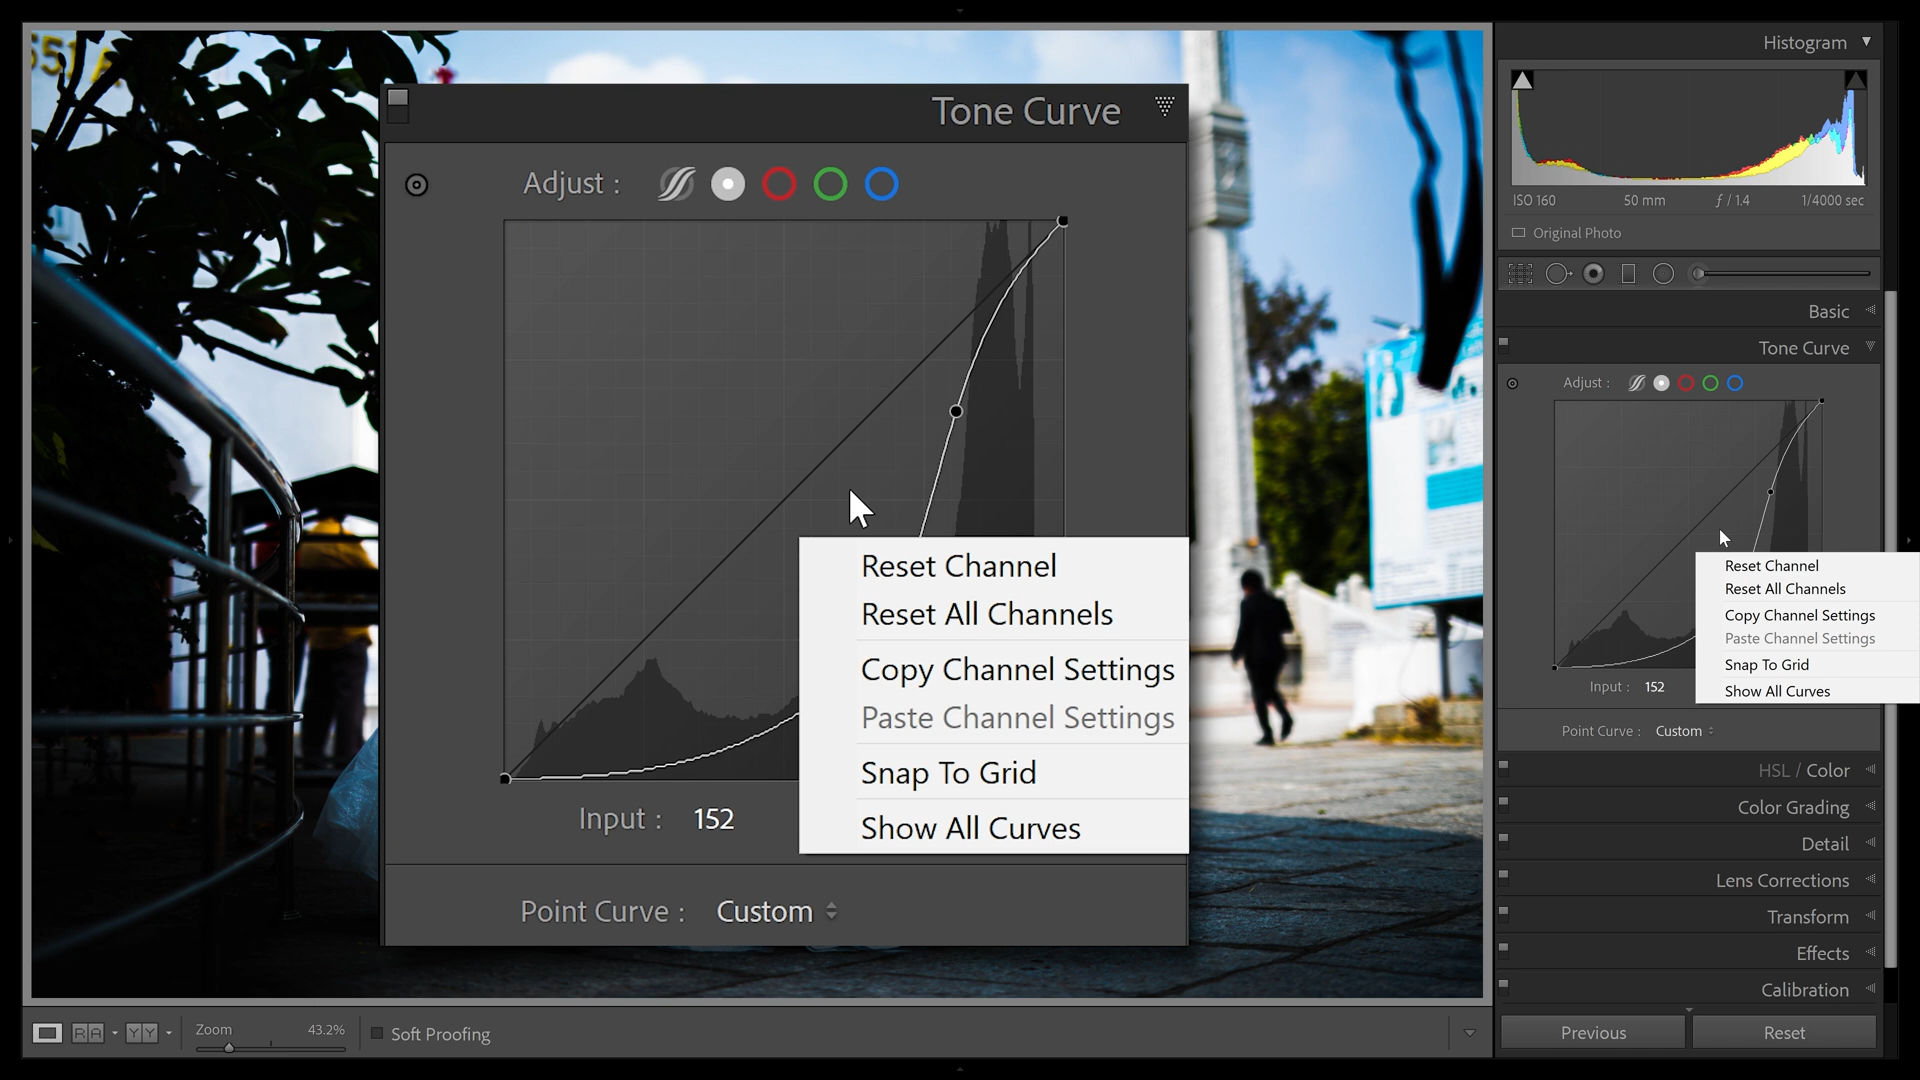 Tone Curve
Adjust :
Reset Channel
Reset All Channels
Copy Channel Settings
Paste Channel Settings
Snap To Grid
Show All Curves
Input : 152
Point Curve : Custom
Zoom 43.2%
Soft Proofing
Histogram
ISO 160 50 mm ƒ / 1.4 1/4000 sec
Original Photo
Basic
Tone Curve
Adjust :
Reset Channel
Reset All Channels
Copy Channel Settings
Paste Channel Settings
Snap To Grid
Show All Curves
Input : 152
Point Curve : Custom
HSL / Color
Color Grading
Detail
Lens Corrections
Transform
Effects
Calibration
Previous Reset
R A
Y Y